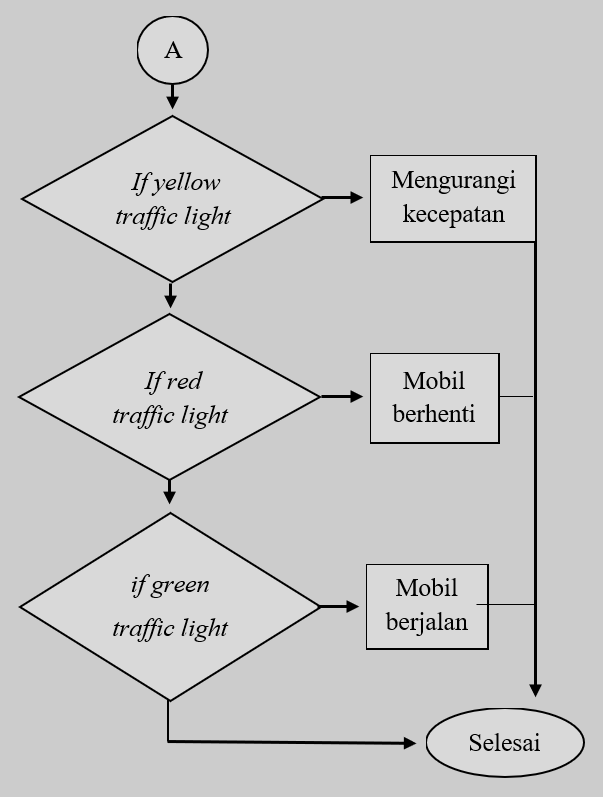 A
If yellow
traffic light
Mengurangi
kecepatan
If red
traffic light
Mobil
berhenti
if green
traffic light
Mobil
berjalan
Selesai